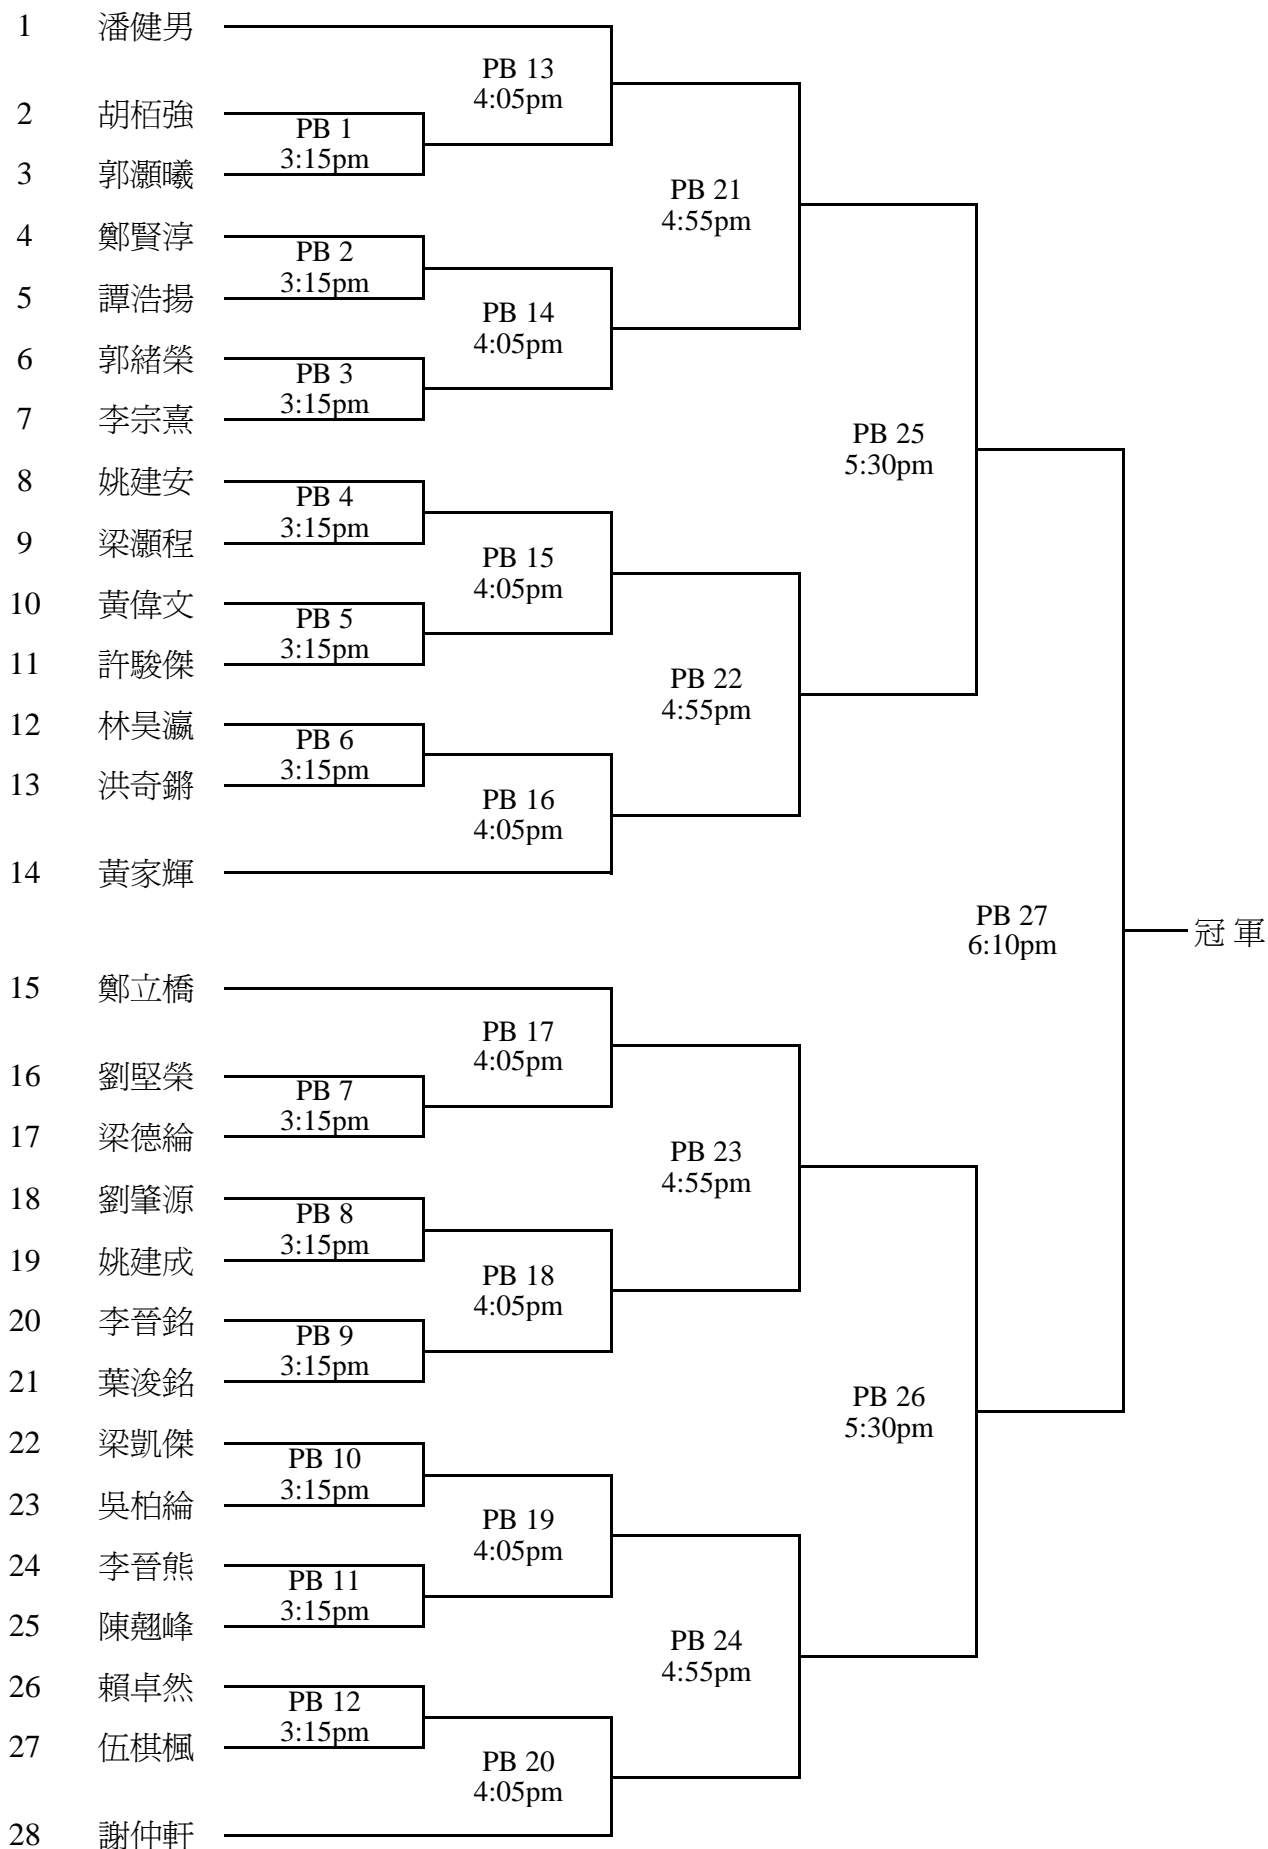 1 潘健男
PB 13
4:05pm
2 胡栢強
PB 1
3:15pm
3 郭灝曦
PB 21
4:55pm
4 鄭賢淳
PB 2
3:15pm
5 譚浩揚
PB 14
4:05pm
6 郭緒榮
PB 3
3:15pm
7 李宗熹
PB 25
5:30pm
8 姚建安
PB 4
3:15pm
9 梁灝程
PB 15
4:05pm
10 黃偉文
PB 5
3:15pm
11 許駿傑
PB 22
4:55pm
12 林昊瀛
PB 6
3:15pm
13 洪奇鏘
PB 16
4:05pm
14 黃家輝
PB 27
6:10pm
冠軍
15 鄭立橋
PB 17
4:05pm
16 劉堅榮
PB 7
3:15pm
17 梁德綸
PB 23
4:55pm
18 劉肇源
PB 8
3:15pm
19 姚建成
PB 18
4:05pm
20 李晉銘
PB 9
3:15pm
21 葉浚銘
PB 26
5:30pm
22 梁凱傑
PB 10
3:15pm
23 吳柏綸
PB 19
4:05pm
24 李晉熊
PB 11
3:15pm
25 陳翹峰
PB 24
4:55pm
26 賴卓然
PB 12
3:15pm
27 伍棋楓
PB 20
4:05pm
28 謝仲軒